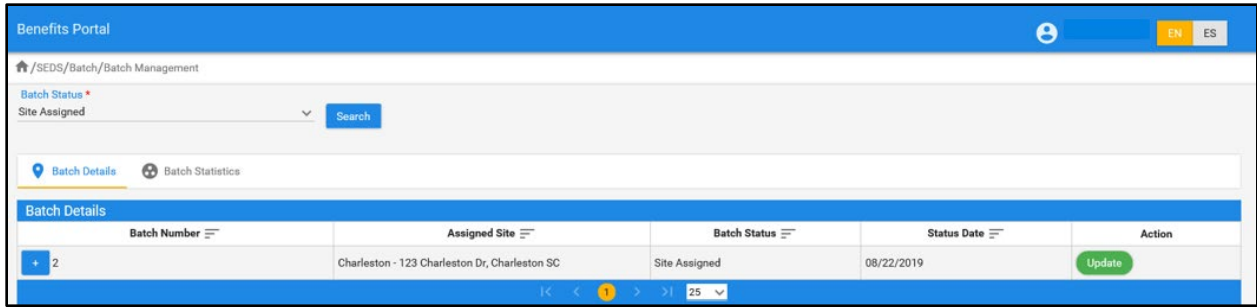 Benefits Portal
EN ES
/SEDS/Batch/Batch Management
Batch Status *
Site Assigned
Search
Batch Details Batch Statistics
Batch Details
Batch Number Assigned Site Batch Status Status Date Action
+ 2 Charleston - 123 Charleston Dr, Charleston SC Site Assigned 08/22/2019 Update
1 25